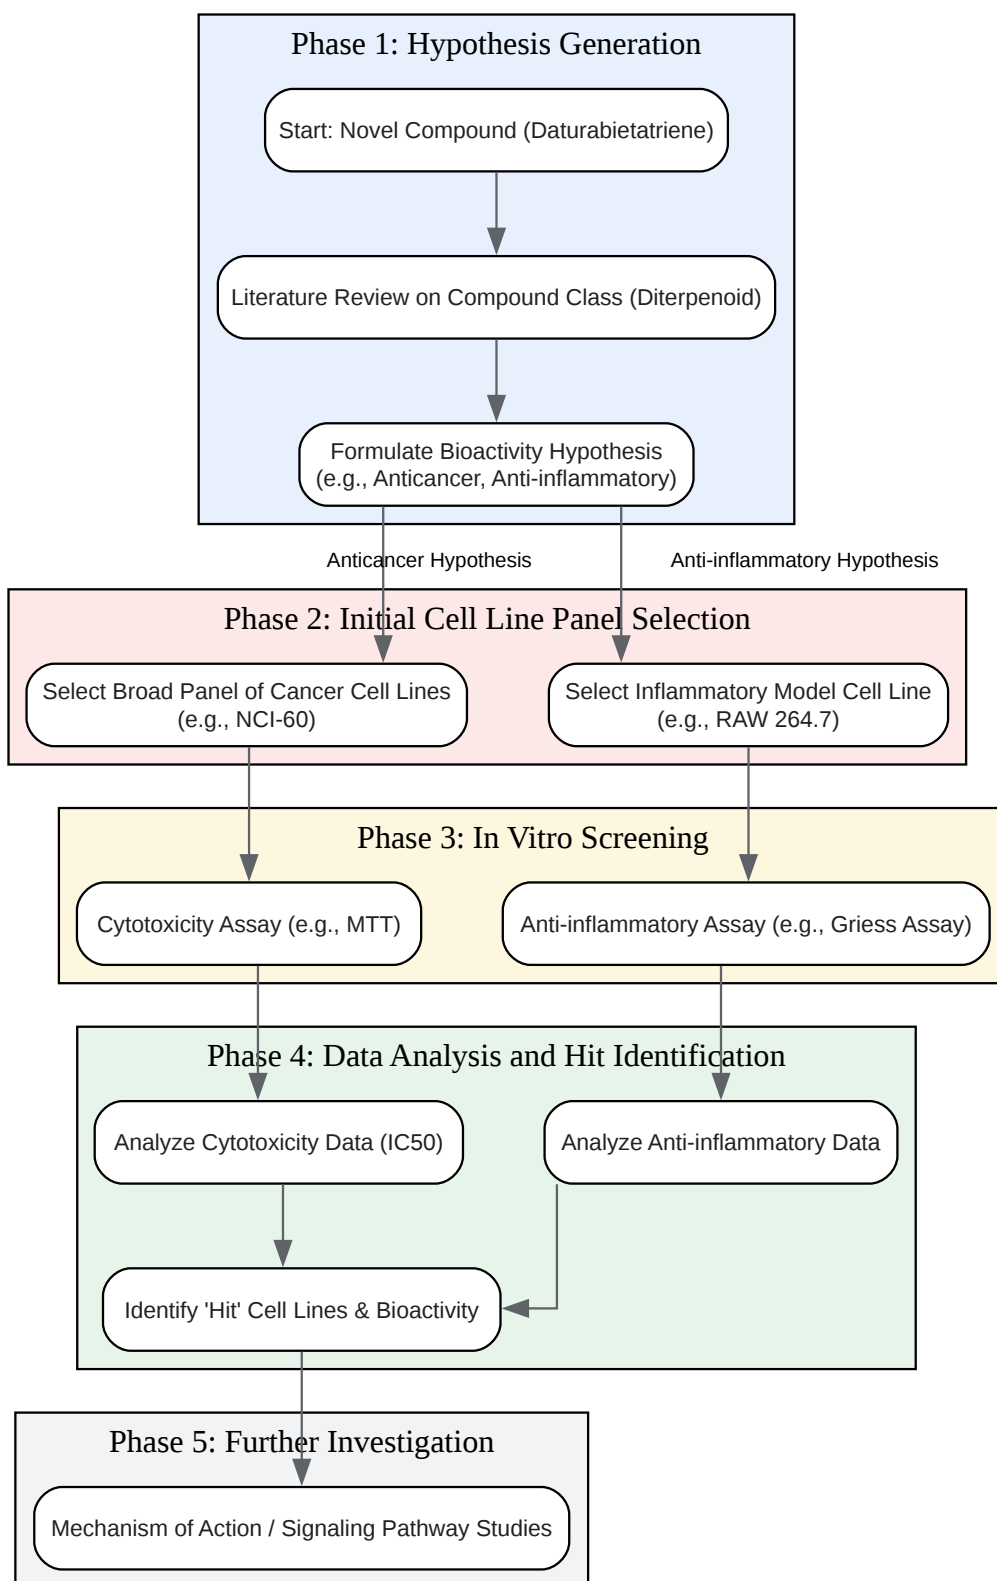 Phase 1: Hypothesis Generation
Start: Novel Compound (Daturabietatriene)
Literature Review on Compound Class (Diterpenoid)
Formulate Bioactivity Hypothesis
(e.g., Anticancer, Anti-inflammatory)
Anticancer Hypothesis
Anti-inflammatory Hypothesis
Phase 2: Initial Cell Line Panel Selection
Select Broad Panel of Cancer Cell Lines
(e.g., NCI-60)
Select Inflammatory Model Cell Line
(e.g., RAW 264.7)
Phase 3: In Vitro Screening
Cytotoxicity Assay (e.g., MTT)
Anti-inflammatory Assay (e.g., Griess Assay)
Phase 4: Data Analysis and Hit Identification
Analyze Cytotoxicity Data (IC50)
Analyze Anti-inflammatory Data
Identify 'Hit' Cell Lines & Bioactivity
Phase 5: Further Investigation
Mechanism of Action / Signaling Pathway Studies